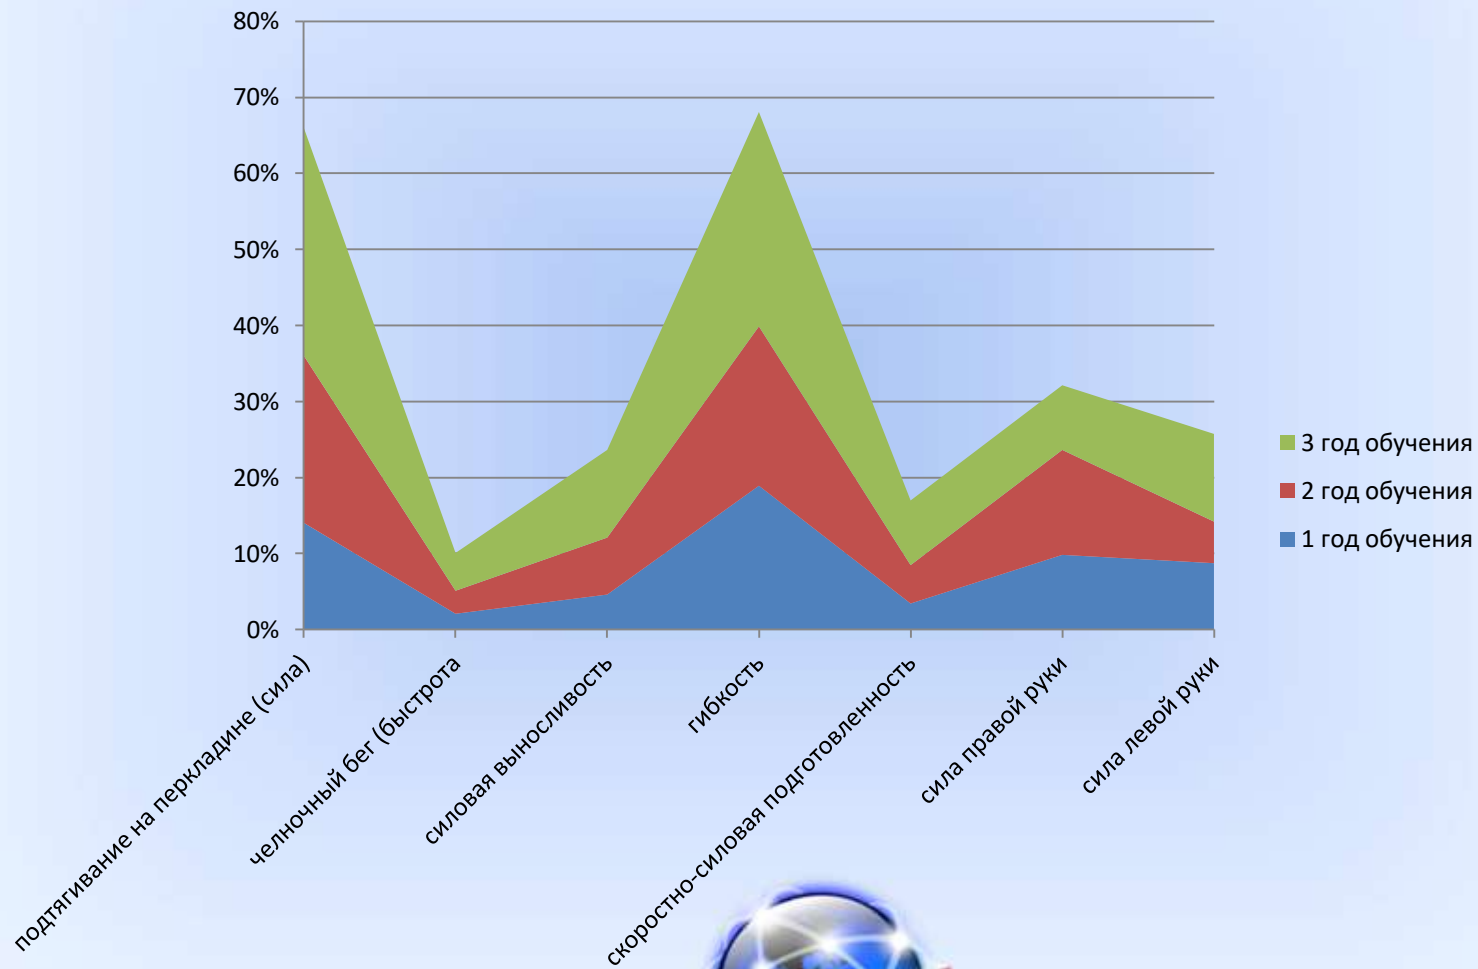 80%
70%
60%
50%
40%
30%
20%
10%
0%
подтягивание на перкладине (сила)
челночный бег (быстрота
силовая выносливость
гибкость
скоростно-силовая подготовленность
сила правой руки
сила левой руки
3 год обучения
2 год обучения
1 год обучения